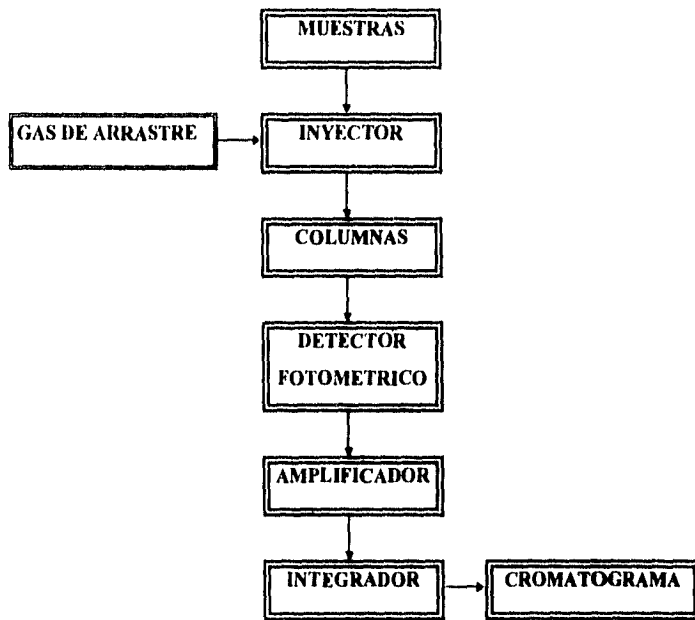 MUESTRAS
GAS DE ARRASTRE
INYECTOR
COLUMNAS
DETECTOR
FOTOMETRICO
AMPLIFICADOR
INTEGRADOR
CROMATOGRAMA